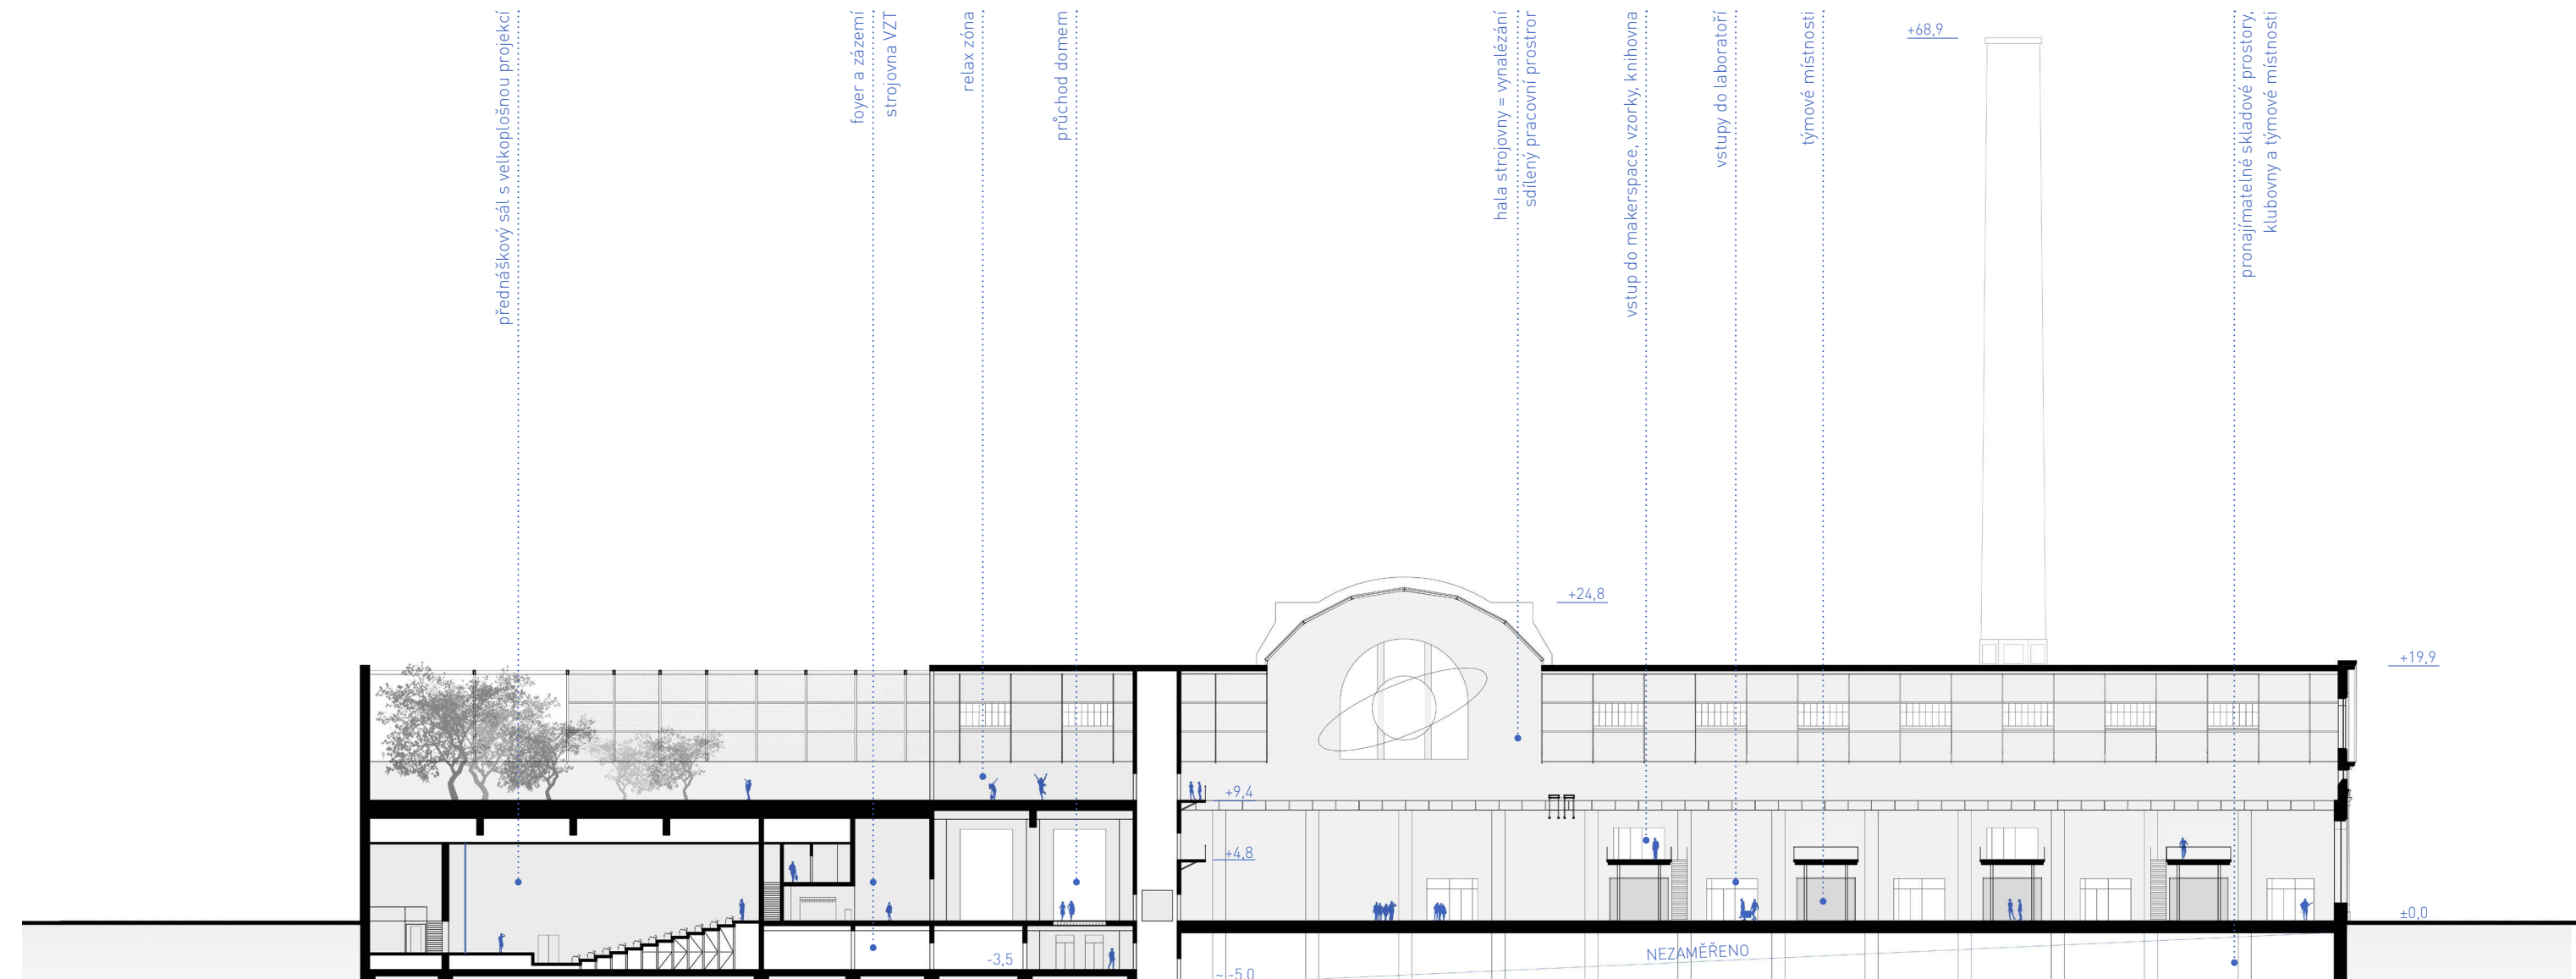 přednáškový sál s velkoplošnou projekcí
foyer a zázemí
strojovna VZT
relax zóna
průchod domem
hala strojovny = vynalézání
sdílený pracovní prostror
vstup do makerspace, vzorky, knihovna
vstupy do laboratoří
týmové místnosti
+68,9
pronajímatelné skladové prostory,
klubovny a týmové místnosti
+24,8
+19,9
+9,4
+4,8
±0,0
-3,5
NEZAMĚŘENO
~ -5,0